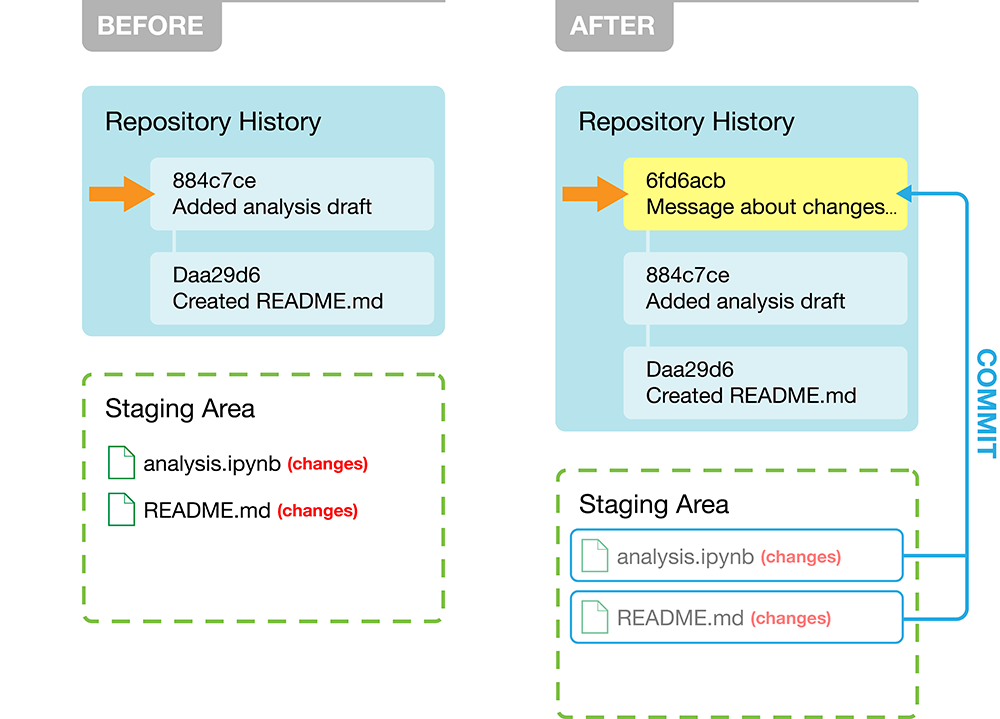 BEFORE
Repository History
884c7ce
Added analysis draft
Daa29d6
Created README.md
Staging Area
analysis.ipynb (changes)
README.md (changes)
AFTER
Repository History
6fd6acb
Message about changes...
884c7ce
Added analysis draft
Daa29d6
Created README.md
COMMIT
Staging Area
analysis.ipynb (changes)
README.md (changes)